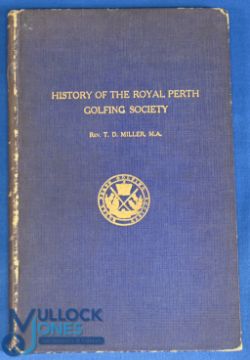 HISTORY OF THE ROYAL PERTH
GOLFING SOCIETY
REV. T. D. MILLER, M.A.
MULLOCK
JONES